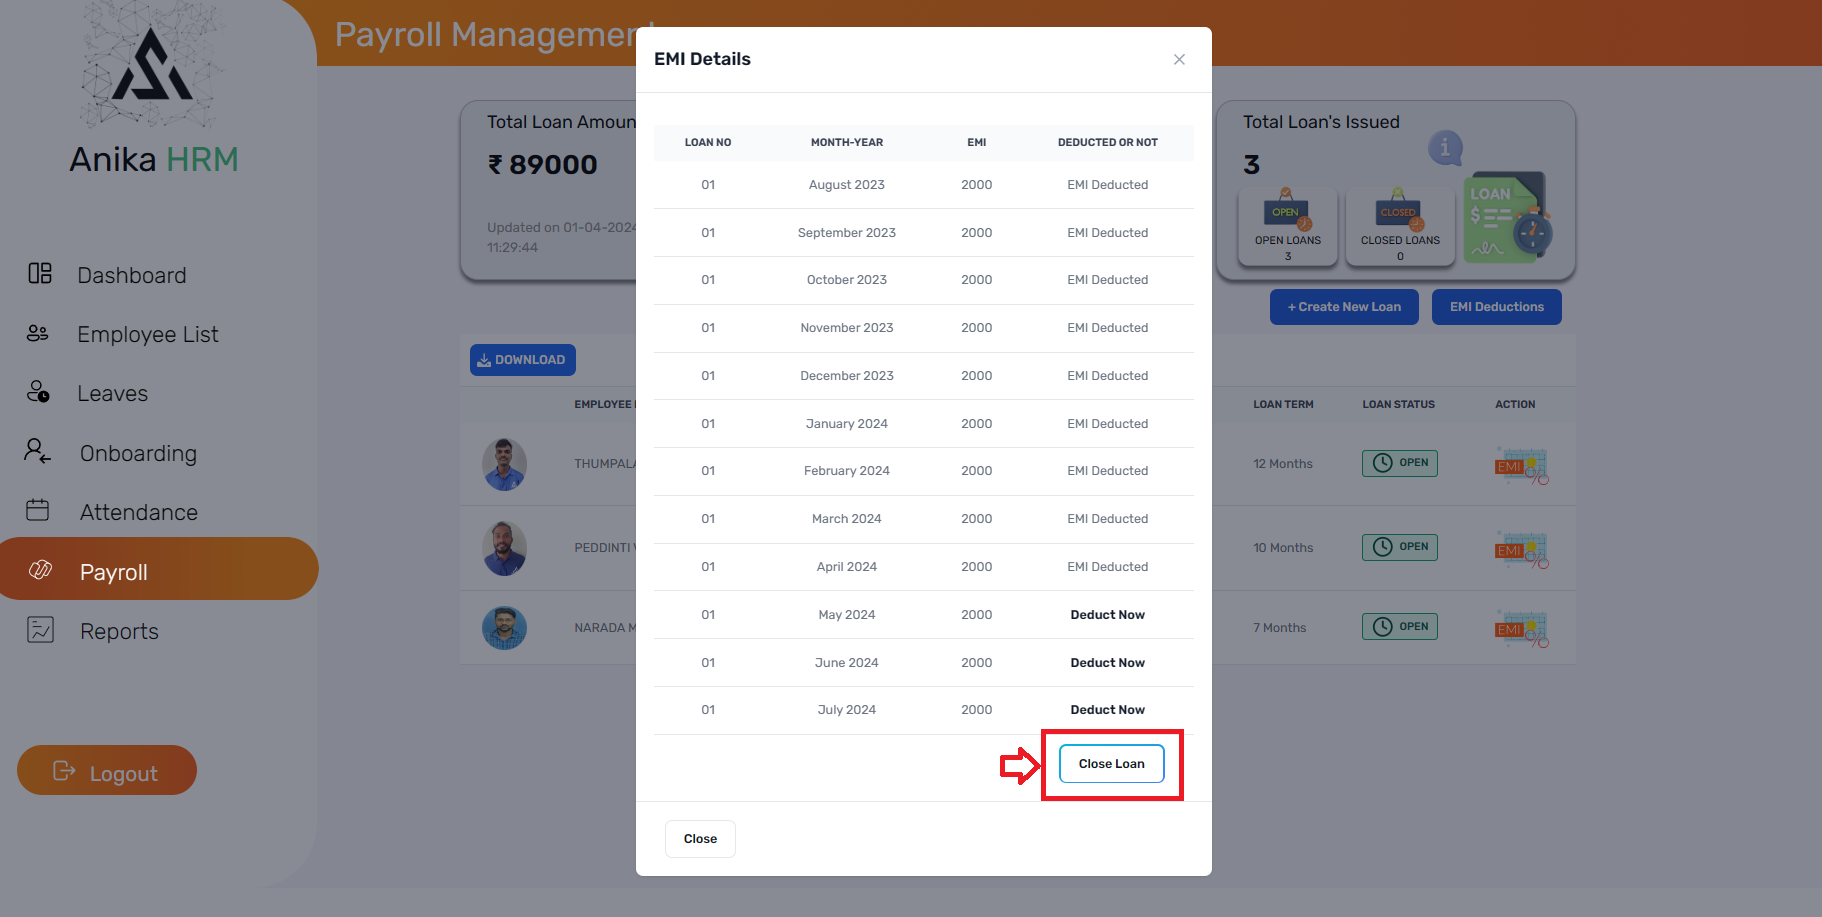 Anika HRM
Dashboard
Employee List
Leaves
Onboarding
Attendance
Payroll
Reports
Logout
Payroll Management
Total Loan Amoun
₹ 89000
Updated on 01-04-2024
11:29:44
Total Loan's Issued
3
OPEN
OPEN LOANS
3
CLOSED
CLOSED LOANS
0
LOAN
$
+ Create New Loan
EMI Deductions
DOWNLOAD
EMPLOYEE LOAN TERM LOAN STATUS ACTION
THUMPALA 12 Months OPEN EMI
PEDDINTI 10 Months OPEN EMI
NARADA M 7 Months OPEN EMI
EMI Details
LOAN NO MONTH-YEAR EMI DEDUCTED OR NOT
01 August 2023 2000 EMI Deducted
01 September 2023 2000 EMI Deducted
01 October 2023 2000 EMI Deducted
01 November 2023 2000 EMI Deducted
01 December 2023 2000 EMI Deducted
01 January 2024 2000 EMI Deducted
01 February 2024 2000 EMI Deducted
01 March 2024 2000 EMI Deducted
01 April 2024 2000 EMI Deducted
01 May 2024 2000 Deduct Now
01 June 2024 2000 Deduct Now
01 July 2024 2000 Deduct Now
Close Loan
Close